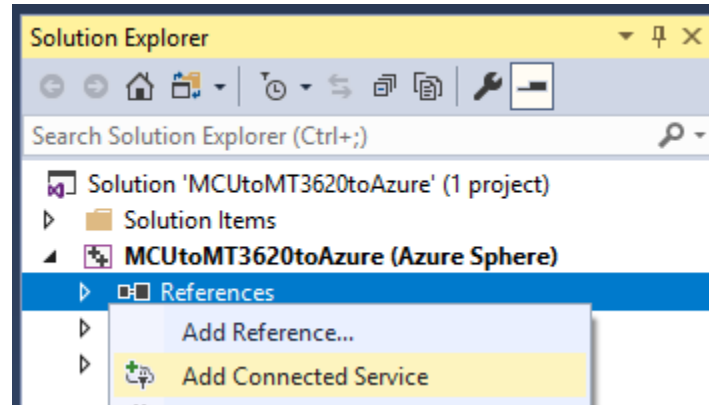 Solution Explorer
Search Solution Explorer (Ctrl+;)
Solution 'MCUtoMT3620toAzure' (1 project)
Solution Items
MCUtoMT3620toAzure (Azure Sphere)
References
Add Reference...
Add Connected Service